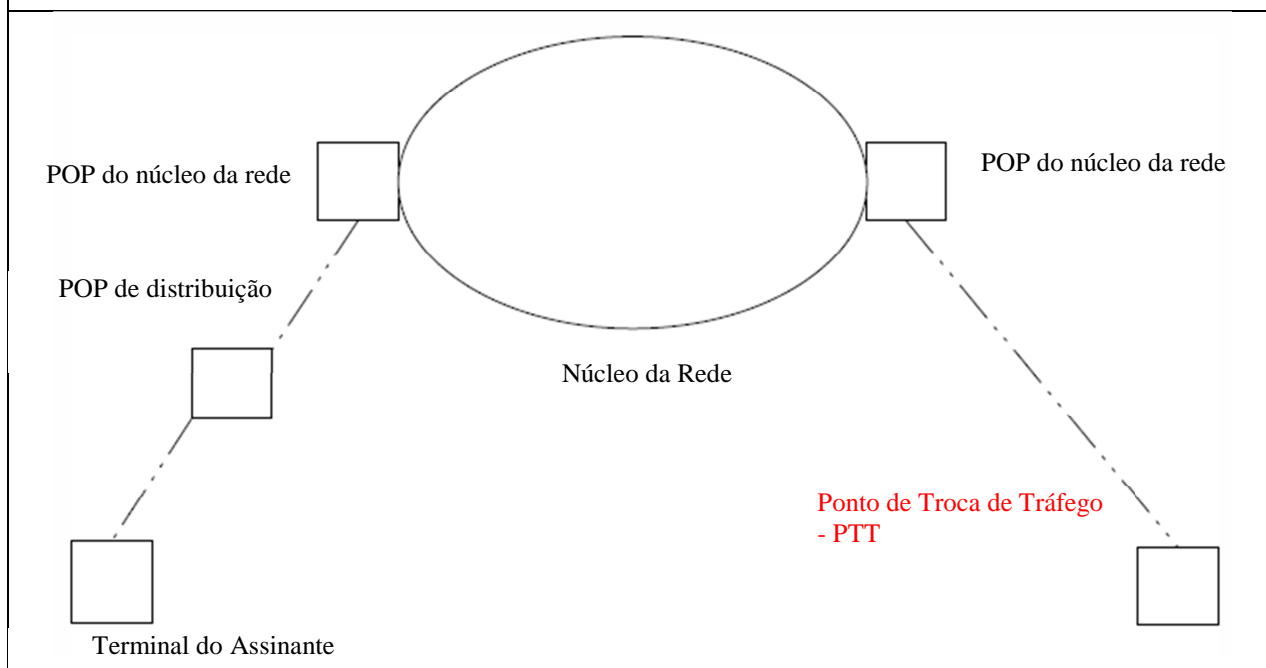 POP do núcleo da rede
POP do núcleo da rede
POP de distribuição
Núcleo da Rede
Ponto de Troca de Tráfego
- PTT
Terminal do Assinante